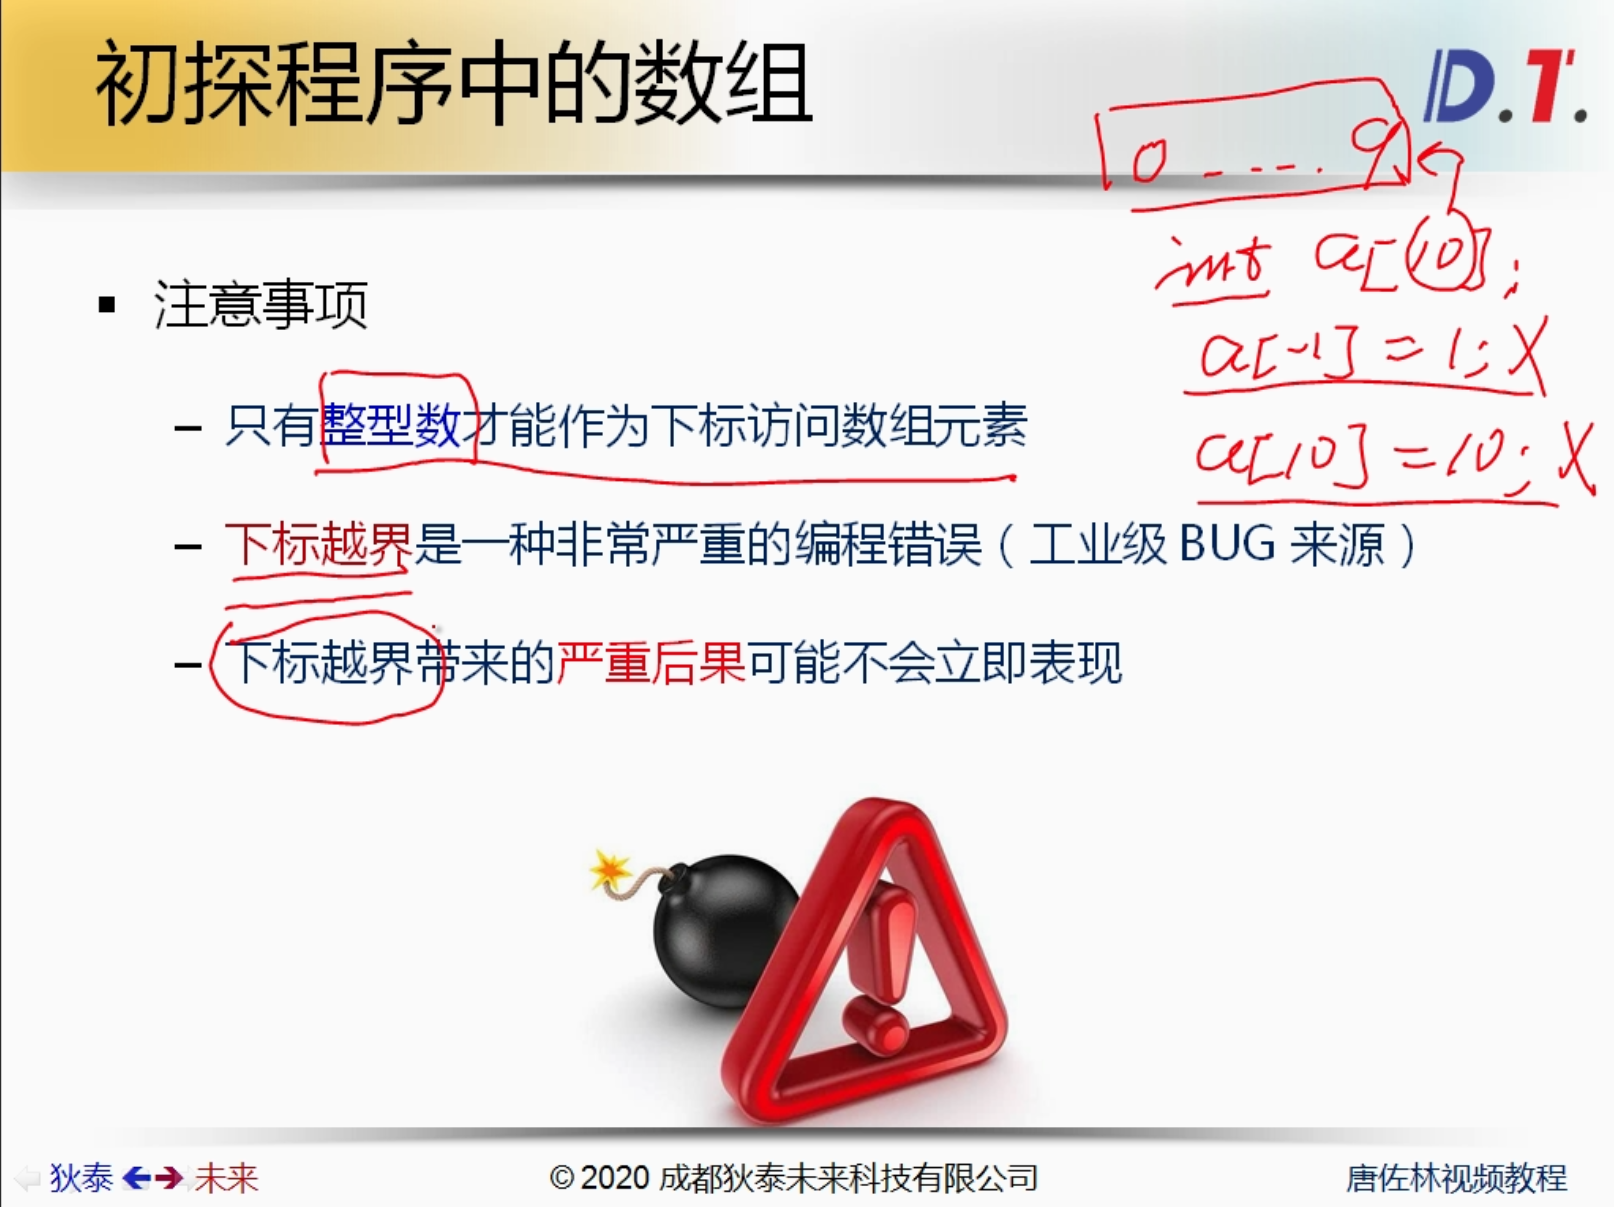 初探程序中的数组
D.T.
0 - - - - . 9
int a[10];
a[-1] = 1; X
a[10] = 10; X
▪ 注意事项
– 只有整型数才能作为下标访问数组元素
– 下标越界是一种非常严重的编程错误（工业级 BUG 来源）
– 下标越界带来的严重后果可能不会立即表现
狄泰 未来
© 2020 成都狄泰未来科技有限公司
唐佐林视频教程